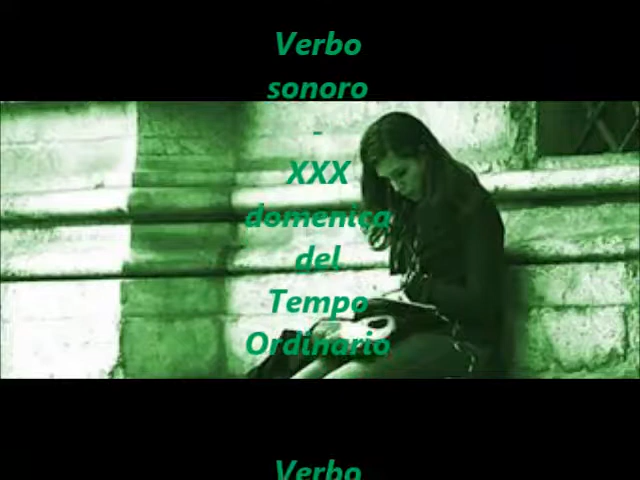 Verbo
sonoro
-
XXX
domenica
del
Tempo
Ordinario
Verbo